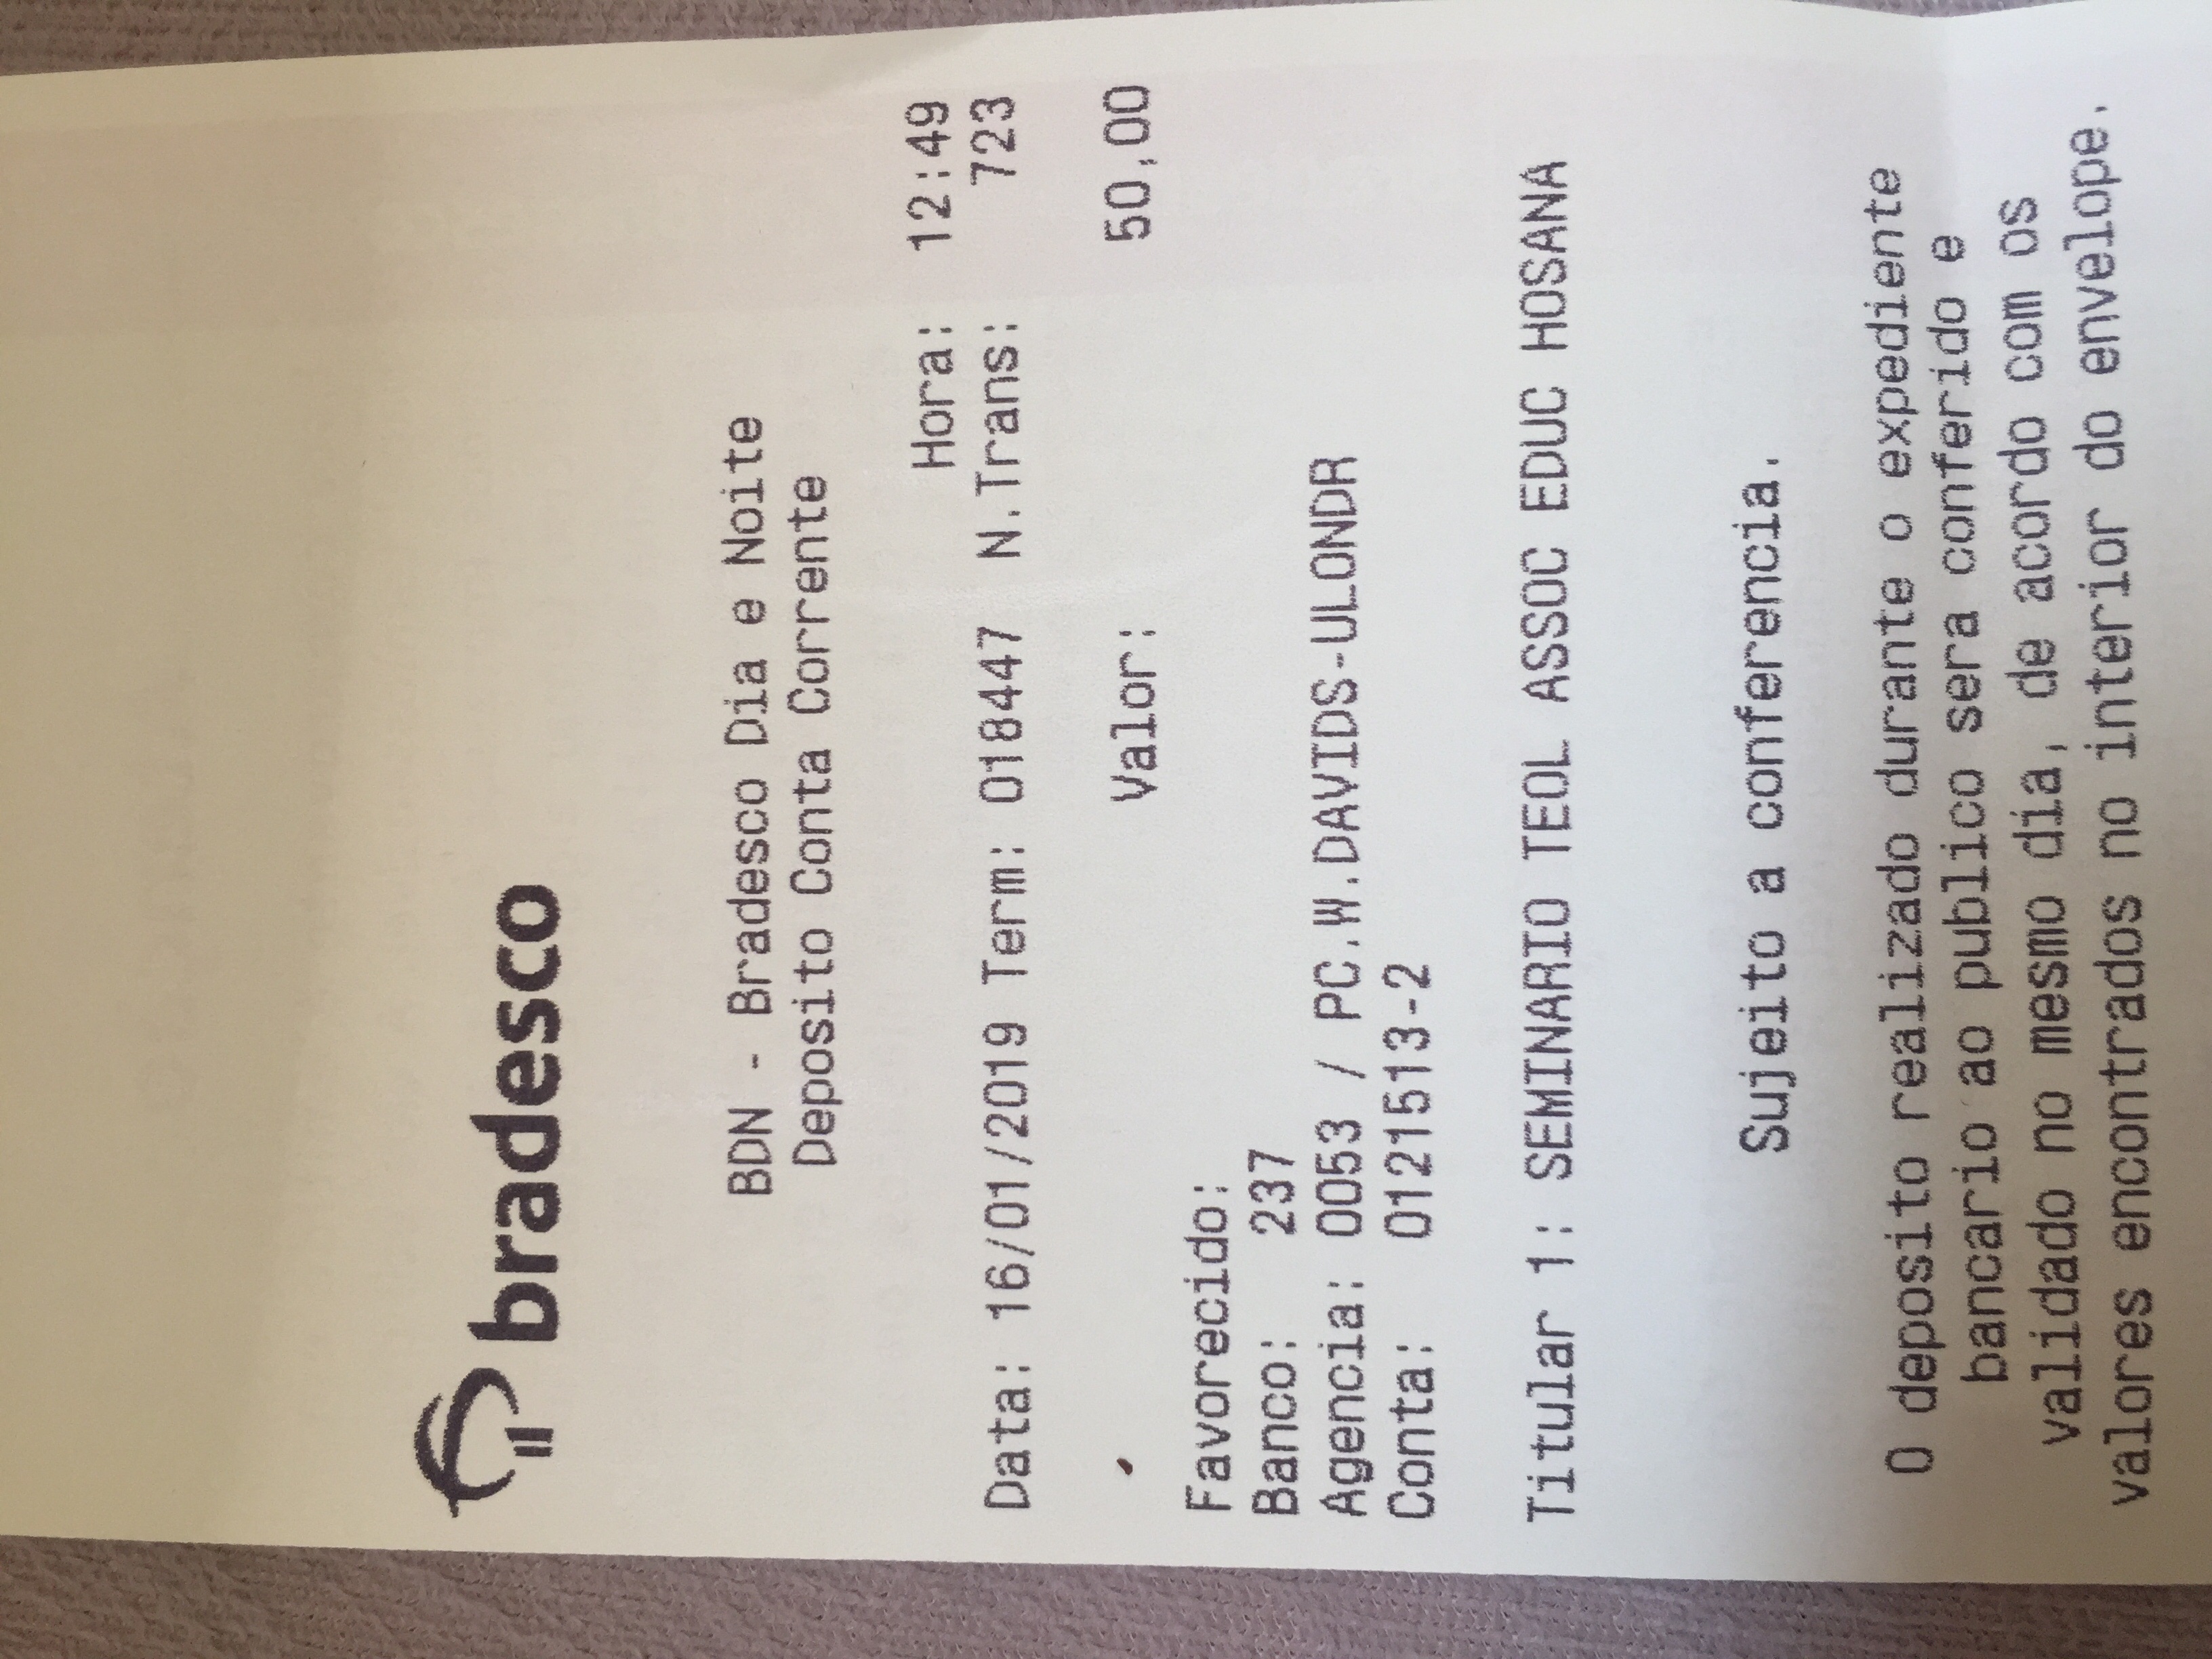 bradesco
BDN - Bradesco Dia e Noite
Deposito Conta Corrente
Hora: 12:49
Data: 16/01/2019 Term: 018447 N.Trans: 723
Valor: 50,00
Favorecido:
Banco: 237
Agencia: 0053 / PC.W.DAVIDS-ULONDR
Conta: 0121513-2
Titular 1: SEMINARIO TEOL ASSOC EDUC HOSANA
Sujeito a conferencia.
O deposito realizado durante o expediente
bancario ao publico sera conferido e
validado no mesmo dia, de acordo com os
valores encontrados no interior do envelope.